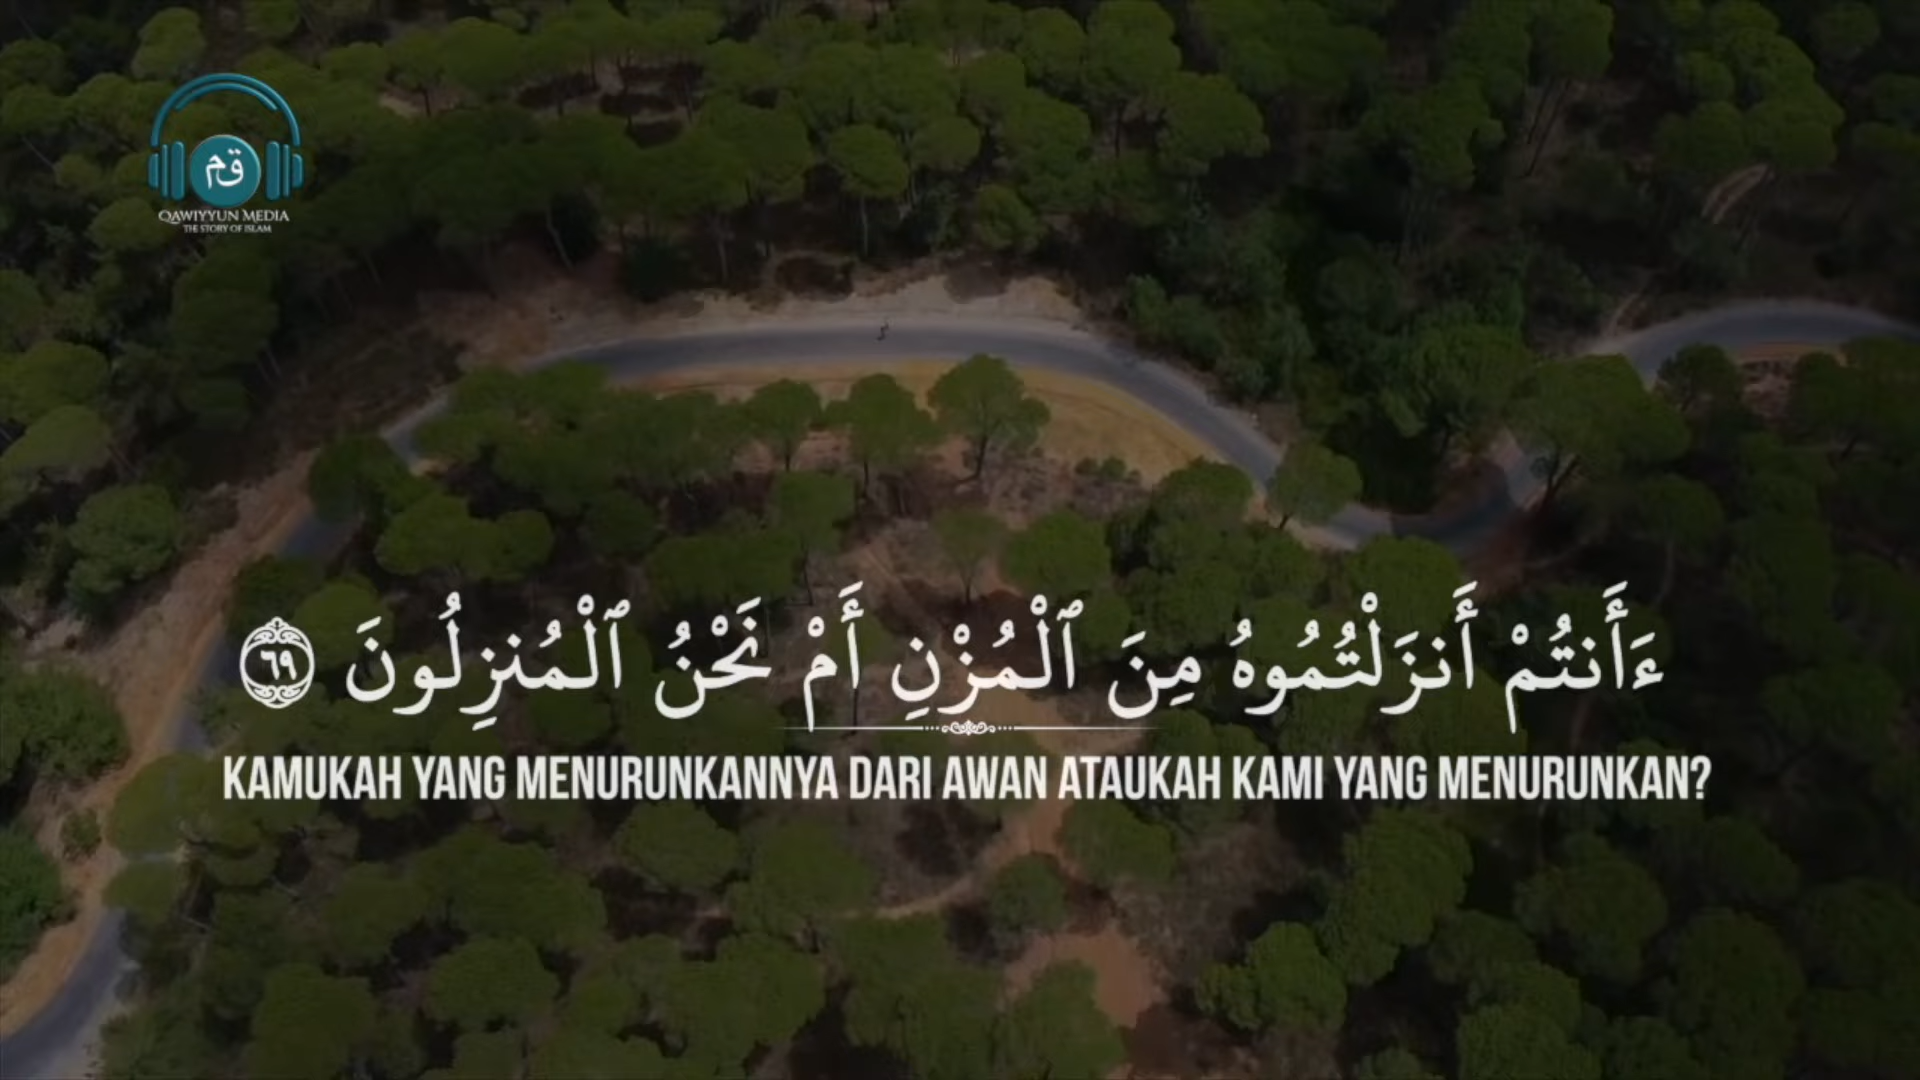 قم
QAWIYYUN MEDIA
THE STORY OF ISLAM
ءَأَنتُمْ أَنزَلْتُمُوهُ مِنَ ٱلْمُزْنِ أَمْ نَحْنُ ٱلْمُنزِلُونَ ٦٩
KAMUKAH YANG MENURUNKANNYA DARI AWAN ATAUKAH KAMI YANG MENURUNKAN?